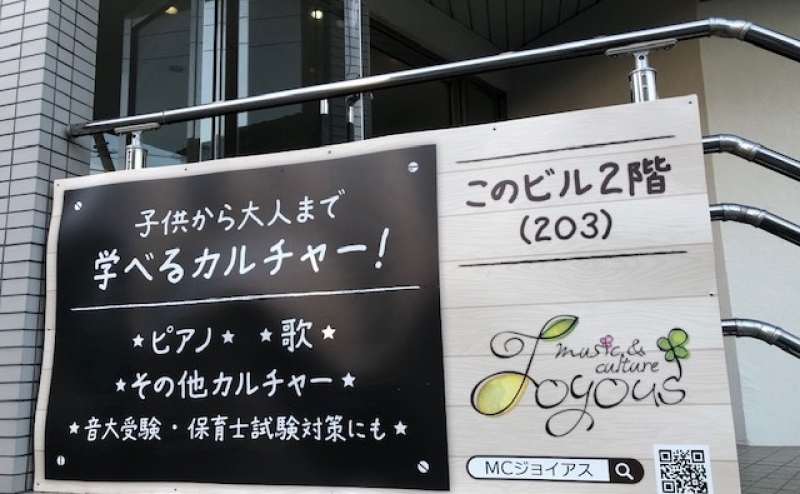 子供から大人まで
学べるカルチャー!
★ピアノ★ ★歌★
★その他カルチャー★
★音大受験・保育士試験対策にも★
このビル2階
(203)
music &
culture
Joyous
MCジョイアス